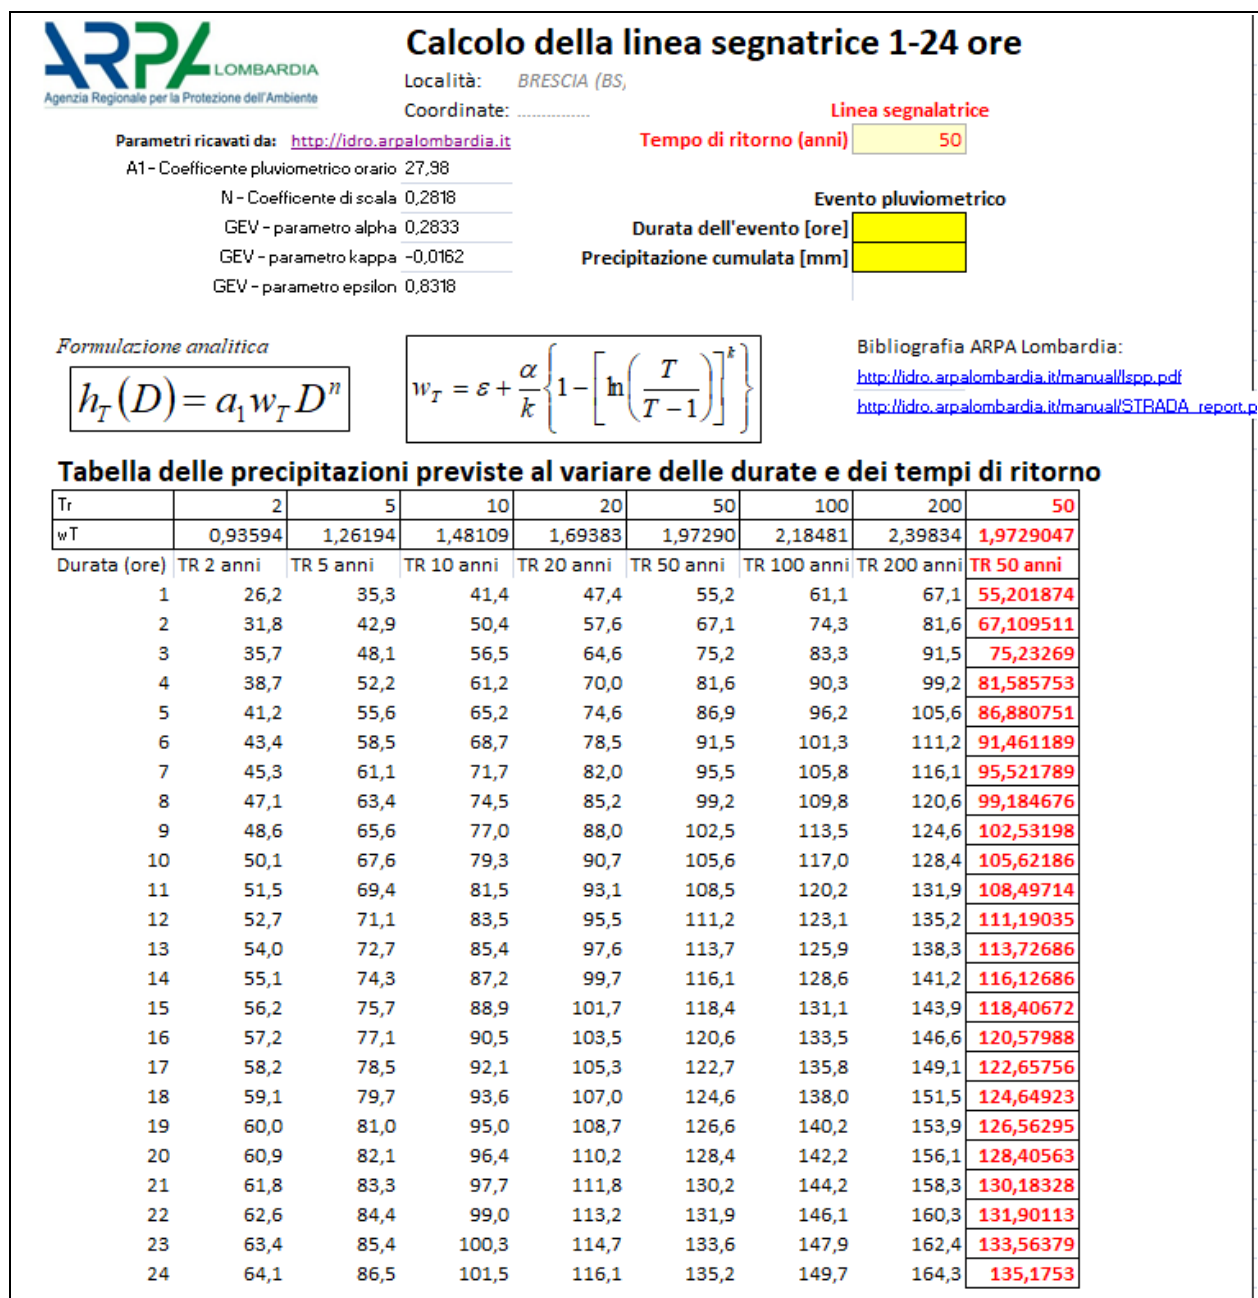 ARPA LOMBARDIA
Agenzia Regionale per la Protezione dell'Ambiente
Calcolo della linea segnatrice 1-24 ore
Località: BRESCIA (BS,
Coordinate: ...............
Linea segnalatrice
Parametri ricavati da: http://idro.arpalombardia.it
Tempo di ritorno (anni) 50
A1 - Coefficente pluviometrico orario 27,98
N - Coefficente di scala 0,2818
Evento pluviometrico
GEV - parametro alpha 0,2833
Durata dell'evento [ore]
GEV - parametro kappa -0,0162
Precipitazione cumulata [mm]
GEV - parametro epsilon 0,8318
Formulazione analitica
h_T(D) = a_1 w_T D^n
w_T = ε + α/k {1 - [ln(T/(T-1))]^k}
Bibliografia ARPA Lombardia:
http://idro.arpalombardia.it/manual/lspp.pdf
http://idro.arpalombardia.it/manual/STRADA_report.p
Tabella delle precipitazioni previste al variare delle durate e dei tempi di ritorno
Tr 2 5 10 20 50 100 200 50
wT 0,93594 1,26194 1,48109 1,69383 1,97290 2,18481 2,39834 1,9729047
Durata (ore) TR 2 anni TR 5 anni TR 10 anni TR 20 anni TR 50 anni TR 100 anni TR 200 anni TR 50 anni
1 26,2 35,3 41,4 47,4 55,2 61,1 67,1 55,201874
2 31,8 42,9 50,4 57,6 67,1 74,3 81,6 67,109511
3 35,7 48,1 56,5 64,6 75,2 83,3 91,5 75,23269
4 38,7 52,2 61,2 70,0 81,6 90,3 99,2 81,585753
5 41,2 55,6 65,2 74,6 86,9 96,2 105,6 86,880751
6 43,4 58,5 68,7 78,5 91,5 101,3 111,2 91,461189
7 45,3 61,1 71,7 82,0 95,5 105,8 116,1 95,521789
8 47,1 63,4 74,5 85,2 99,2 109,8 120,6 99,184676
9 48,6 65,6 77,0 88,0 102,5 113,5 124,6 102,53198
10 50,1 67,6 79,3 90,7 105,6 117,0 128,4 105,62186
11 51,5 69,4 81,5 93,1 108,5 120,2 131,9 108,49714
12 52,7 71,1 83,5 95,5 111,2 123,1 135,2 111,19035
13 54,0 72,7 85,4 97,6 113,7 125,9 138,3 113,72686
14 55,1 74,3 87,2 99,7 116,1 128,6 141,2 116,12686
15 56,2 75,7 88,9 101,7 118,4 131,1 143,9 118,40672
16 57,2 77,1 90,5 103,5 120,6 133,5 146,6 120,57988
17 58,2 78,5 92,1 105,3 122,7 135,8 149,1 122,65756
18 59,1 79,7 93,6 107,0 124,6 138,0 151,5 124,64923
19 60,0 81,0 95,0 108,7 126,6 140,2 153,9 126,56295
20 60,9 82,1 96,4 110,2 128,4 142,2 156,1 128,40563
21 61,8 83,3 97,7 111,8 130,2 144,2 158,3 130,18328
22 62,6 84,4 99,0 113,2 131,9 146,1 160,3 131,90113
23 63,4 85,4 100,3 114,7 133,6 147,9 162,4 133,56379
24 64,1 86,5 101,5 116,1 135,2 149,7 164,3 135,1753